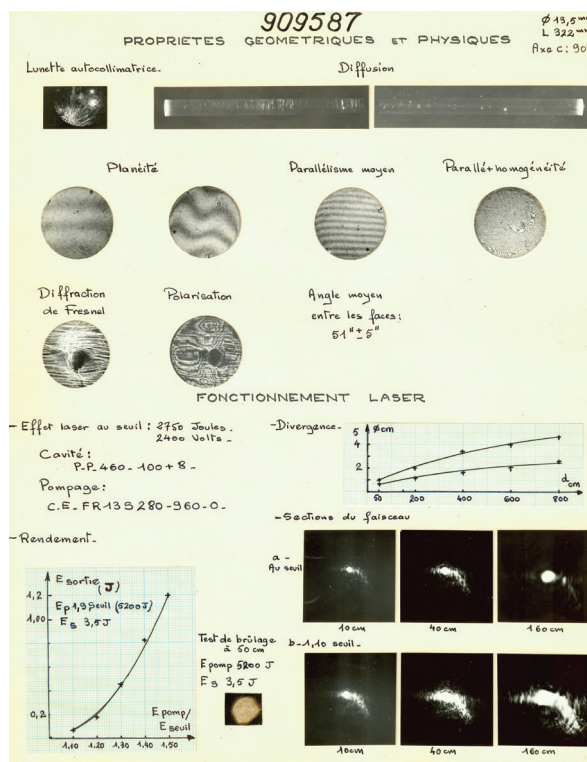 909587
PROPRIETES GEOMETRIQUES ET PHYSIQUES
Ø 13,5 mm
L 322 mm
Axe c: 90
Lunette autocollimatrice.
Diffusion
Planéité
Parallélisme moyen
Parallé + homogénéité
Diffraction
de Fresnel
Polarisation
Angle moyen
entre les faces:
51" ± 5"
FONCTIONNEMENT LASER
- Effet laser au seuil : 2750 Joules.
2400 Volts -
Cavité :
P.P. 460 - 100 + 8 -
Pompage :
C.E. - FR 13 S 280 - 960 - 0 -
- Divergence -
Ø cm
5
4
2
50
200
400
600
800
d cm
- Sections du faisceau
a -
Au seuil
10 cm
40 cm
160 cm
- Rendement -
E sortie (J)
1,2
1,00
0,2
Ep 1,9 Seuil (5200 J)
Es 3,5 J
E pomp/
E seuil
1,10
1,20
1,30
1,40
1,50
Test de brûlage
à 50 cm
E pomp 5200 J
Es 3,5 J
b - 1,10 seuil -
10 cm
40 cm
160 cm